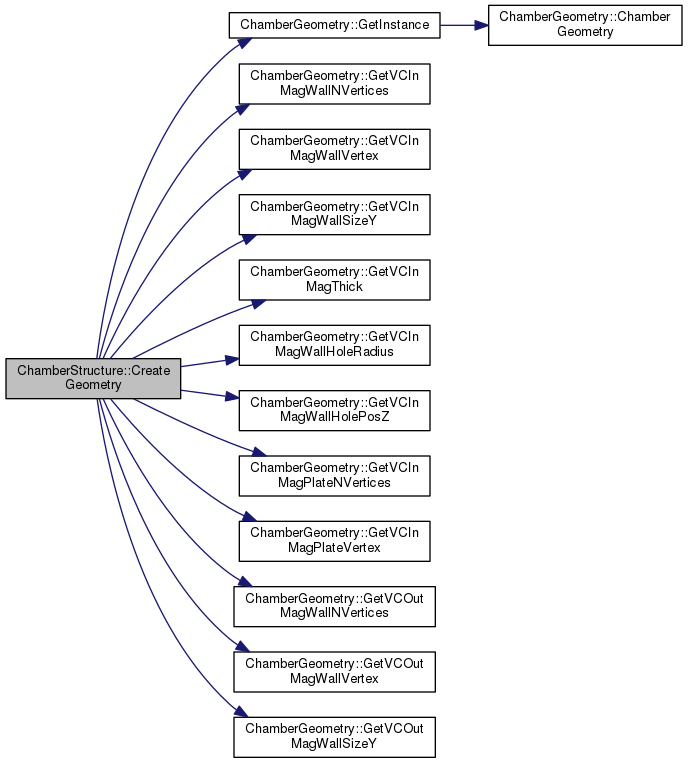 ChamberGeometry::GetInstance
ChamberGeometry::Chamber
Geometry
ChamberGeometry::GetVCIn
MagWallNVertices
ChamberGeometry::GetVCIn
MagWallVertex
ChamberGeometry::GetVCIn
MagWallSizeY
ChamberGeometry::GetVCIn
MagThick
ChamberGeometry::GetVCIn
MagWallHoleRadius
ChamberStructure::Create
Geometry
ChamberGeometry::GetVCIn
MagWallHolePosZ
ChamberGeometry::GetVCIn
MagPlateNVertices
ChamberGeometry::GetVCIn
MagPlateVertex
ChamberGeometry::GetVCOut
MagWallNVertices
ChamberGeometry::GetVCOut
MagWallVertex
ChamberGeometry::GetVCOut
MagWallSizeY